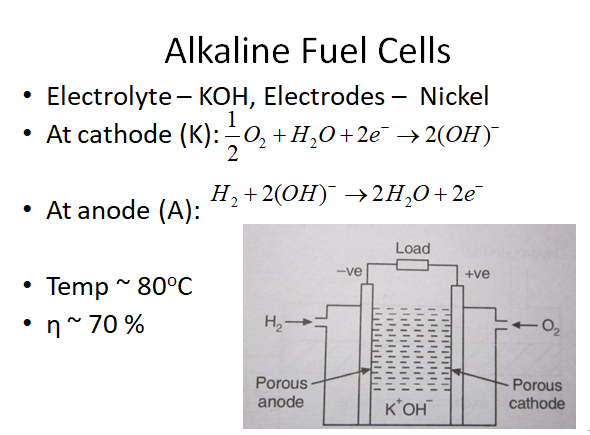 Alkaline Fuel Cells
• Electrolyte – KOH, Electrodes – Nickel
• At cathode (K): 1/2 O₂ + H₂O + 2e⁻ → 2(OH)⁻
• At anode (A): H₂ + 2(OH)⁻ → 2H₂O + 2e⁻
• Temp ~ 80⁰C
• η ~ 70 %
Load
–ve
+ve
H₂
O₂
Porous
anode
K⁺OH⁻
Porous
cathode